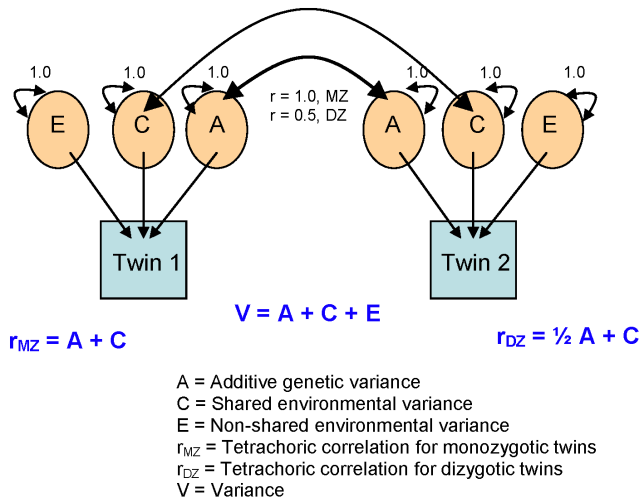 1.0 1.0 1.0 1.0 1.0 1.0
E C A A C E
r = 1.0, MZ
r = 0.5, DZ
Twin 1 Twin 2
V = A + C + E
rMZ = A + C
rDZ = ½ A + C
A = Additive genetic variance
C = Shared environmental variance
E = Non-shared environmental variance
rMZ = Tetrachoric correlation for monozygotic twins
rDZ = Tetrachoric correlation for dizygotic twins
V = Variance